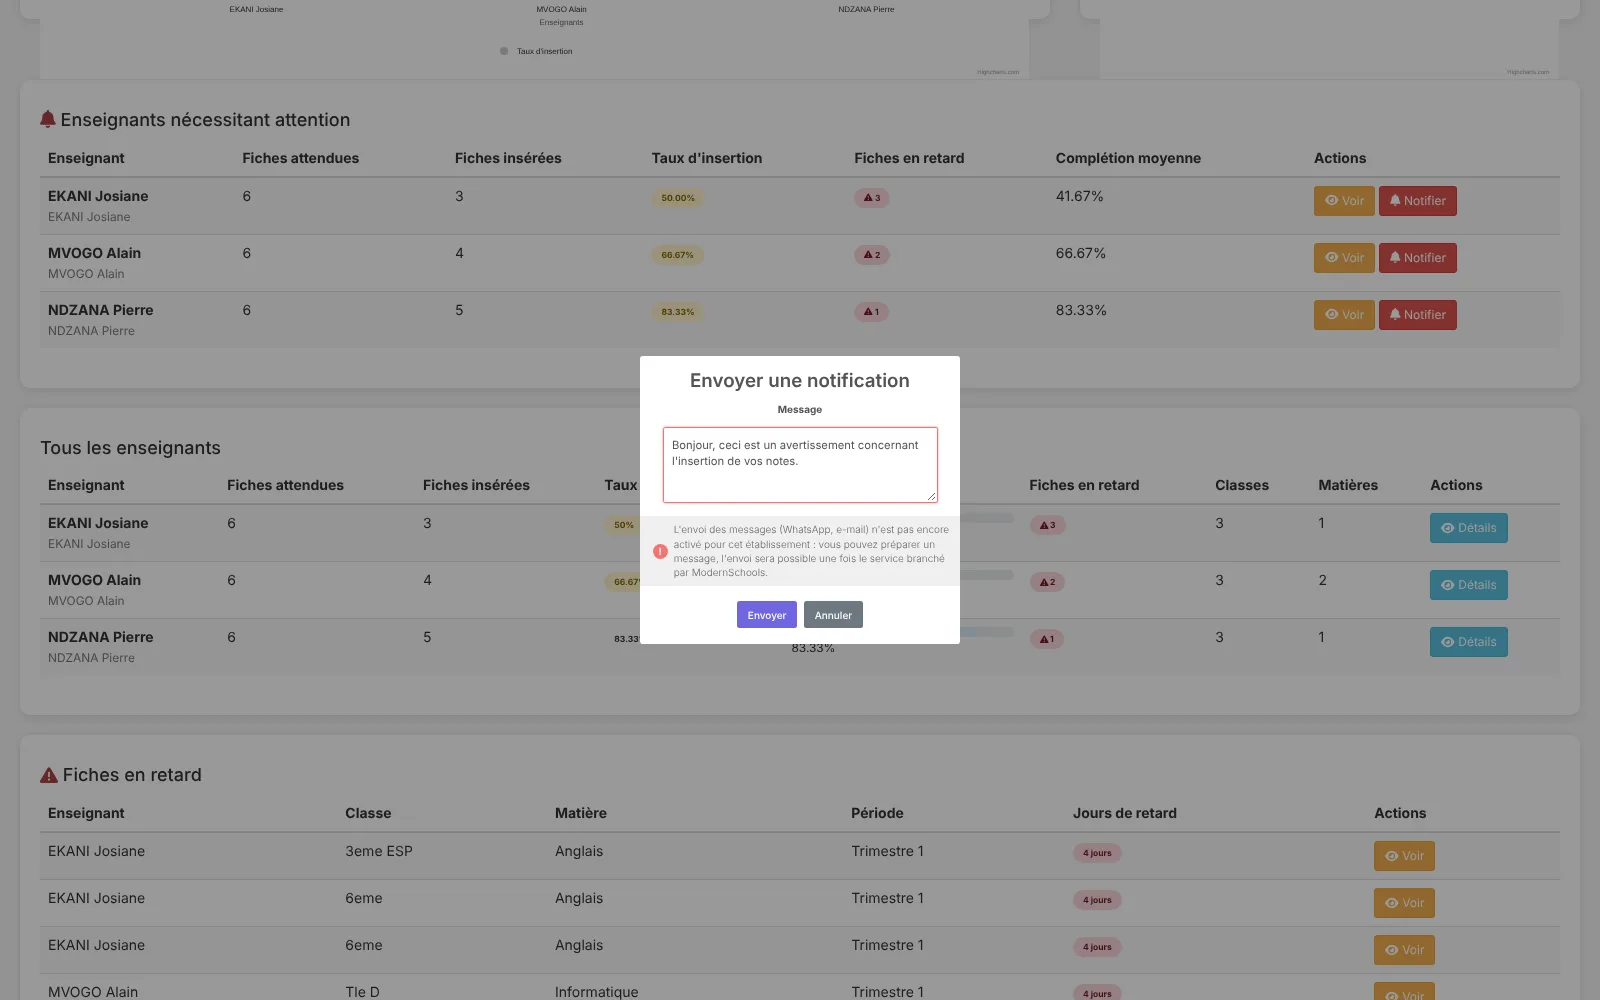 EKANI Josiane MVOGO Alain NDZANA Pierre
Enseignants
Taux d'insertion
Highcharts.com Highcharts.com
Enseignants nécessitant attention
Enseignant Fiches attendues Fiches insérées Taux d'insertion Fiches en retard Complétion moyenne Actions
EKANI Josiane 6 3 50.00% 3 41.67% Voir Notifier
EKANI Josiane
MVOGO Alain 6 4 66.67% 2 66.67% Voir Notifier
MVOGO Alain
NDZANA Pierre 6 5 83.33% 1 83.33% Voir Notifier
NDZANA Pierre
Envoyer une notification
Message
Bonjour, ceci est un avertissement concernant
l'insertion de vos notes.
L'envoi des messages (WhatsApp, e-mail) n'est pas encore
activé pour cet établissement : vous pouvez préparer un
message, l'envoi sera possible une fois le service branché
par ModernSchools.
Envoyer Annuler
Tous les enseignants
Enseignant Fiches attendues Fiches insérées Taux Fiches en retard Classes Matières Actions
EKANI Josiane 6 3 50% 3 3 1 Détails
EKANI Josiane
MVOGO Alain 6 4 66.67 2 3 2 Détails
MVOGO Alain
NDZANA Pierre 6 5 83.33 1 3 1 Détails
83.33%
NDZANA Pierre
Fiches en retard
Enseignant Classe Matière Période Jours de retard Actions
EKANI Josiane 3eme ESP Anglais Trimestre 1 4 jours Voir
EKANI Josiane 6eme Anglais Trimestre 1 4 jours Voir
EKANI Josiane 6eme Anglais Trimestre 1 4 jours Voir
MVOGO Alain Tle D Informatique Trimestre 1 4 jours Voir